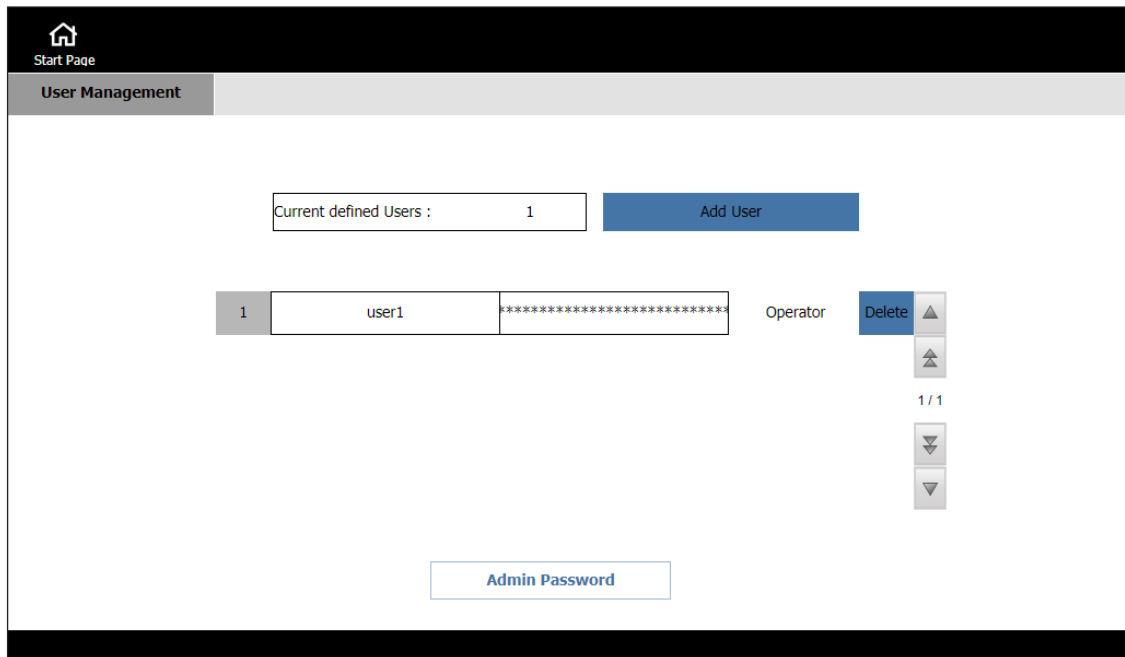 Start Page
User Management
Current defined Users : 1 Add User
1 user1 ***************************** Operator Delete
1 / 1
Admin Password